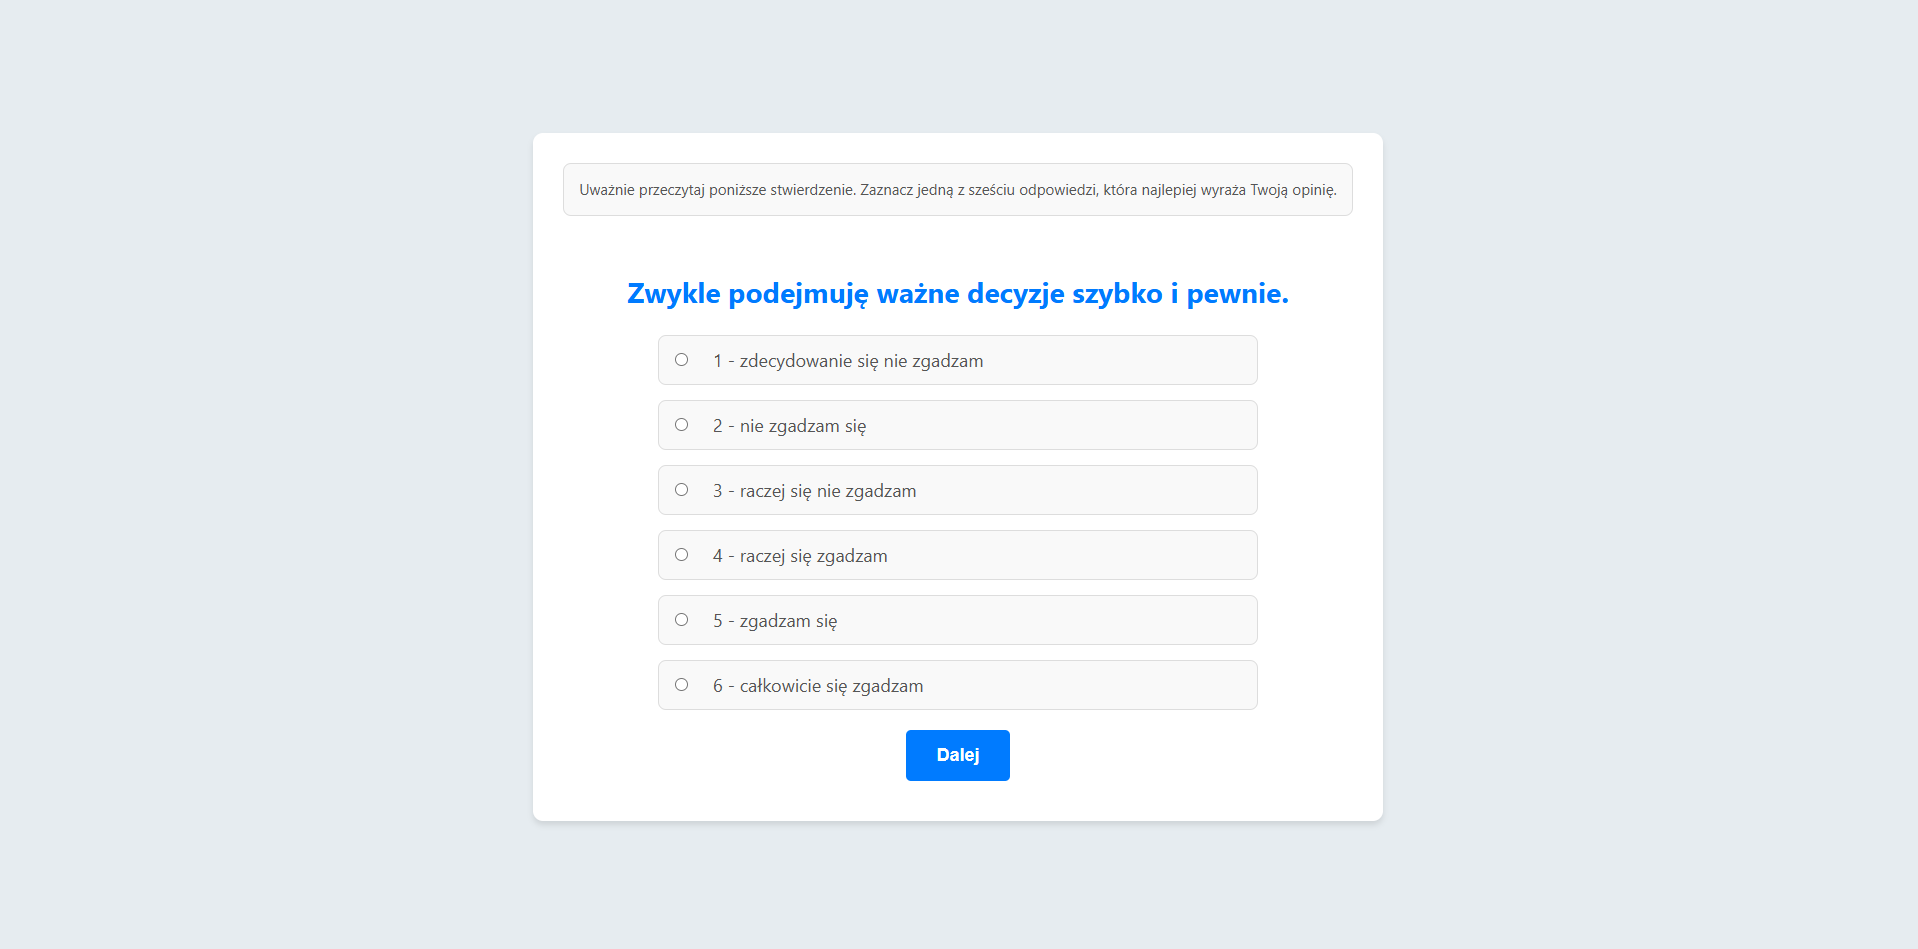 Uważnie przeczytaj poniższe stwierdzenie. Zaznacz jedną z sześciu odpowiedzi, która najlepiej wyraża Twoją opinię.
Zwykle podejmuję ważne decyzje szybko i pewnie.
1 - zdecydowanie się nie zgadzam
2 - nie zgadzam się
3 - raczej się nie zgadzam
4 - raczej się zgadzam
5 - zgadzam się
6 - całkowicie się zgadzam
Dalej